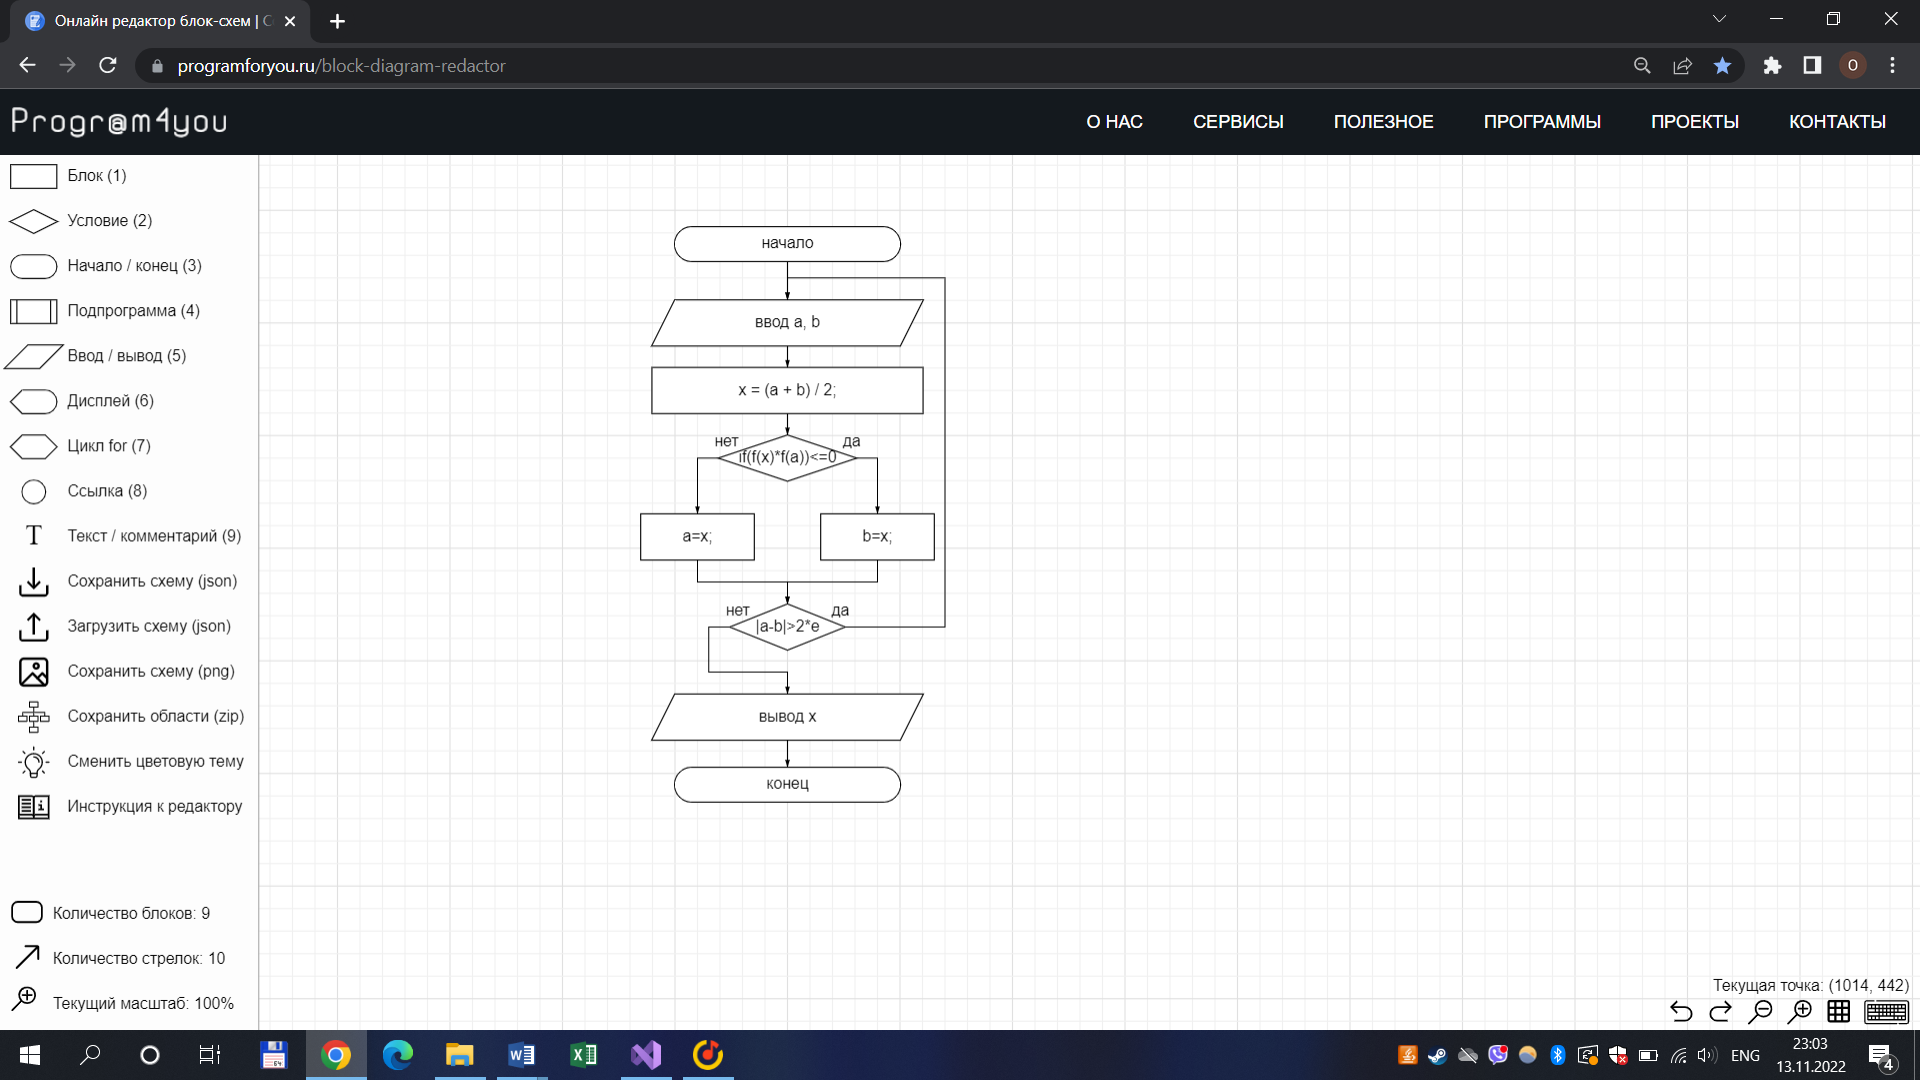 Онлайн редактор блок-схем | С
programforyou.ru/block-diagram-redactor
O
Progr@m4you
О НАС
СЕРВИСЫ
ПОЛЕЗНОЕ
ПРОГРАММЫ
ПРОЕКТЫ
КОНТАКТЫ
Блок (1)
Условие (2)
Начало / конец (3)
Подпрограмма (4)
Ввод / вывод (5)
Дисплей (6)
Цикл for (7)
Ссылка (8)
T Текст / комментарий (9)
Сохранить схему (json)
Загрузить схему (json)
Сохранить схему (png)
Сохранить области (zip)
Сменить цветовую тему
Инструкция к редактору
Количество блоков: 9
Количество стрелок: 10
Текущий масштаб: 100%
начало
ввод a, b
x = (a + b) / 2;
нет
да
if(f(x)*f(a))<=0
a=x;
b=x;
нет
да
|a-b|>2*e
вывод x
конец
Текущая точка: (1014, 442)
64
ENG
23:03
13.11.2022
4